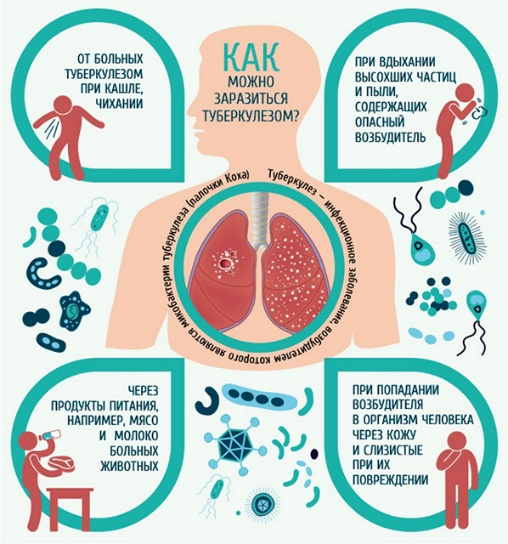 ОТ БОЛЬНЫХ
ТУБЕРКУЛЕЗОМ
ПРИ КАШЛЕ,
ЧИХАНИИ
КАК
МОЖНО
ЗАРАЗИТЬСЯ
ТУБЕРКУЛЕЗОМ?
ПРИ ВДЫХАНИИ
ВЫСОХШИХ ЧАСТИЦ
И ПЫЛИ,
СОДЕРЖАЩИХ
ОПАСНЫЙ
ВОЗБУДИТЕЛЬ
Туберкулез – инфекционное заболевание, возбудителем которого являются микобактерии туберкулеза (палочки Коха)
ЧЕРЕЗ
ПРОДУКТЫ ПИТАНИЯ,
НАПРИМЕР, МЯСО
И МОЛОКО
БОЛЬНЫХ
ЖИВОТНЫХ
ПРИ ПОПАДАНИИ
ВОЗБУДИТЕЛЯ
В ОРГАНИЗМ ЧЕЛОВЕКА
ЧЕРЕЗ КОЖУ
И СЛИЗИСТЫЕ
ПРИ ИХ
ПОВРЕЖДЕНИИ